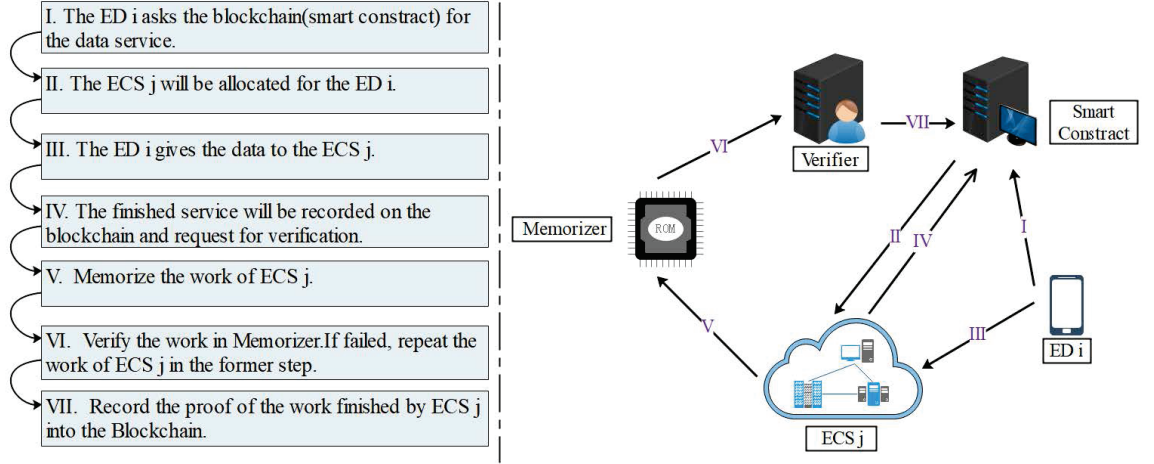 I. The ED i asks the blockchain(smart constract) for
the data service.
II. The ECS j will be allocated for the ED i.
III. The ED i gives the data to the ECS j.
IV. The finished service will be recorded on the
blockchain and request for verification.
V. Memorize the work of ECS j.
VI. Verify the work in Memorizer.If failed, repeat the
work of ECS j in the former step.
VII. Record the proof of the work finished by ECS j
into the Blockchain.
Memorizer
ROM
VI
Verifier
VII
Smart
Constract
II
IV
I
V
III
ED i
ECS j